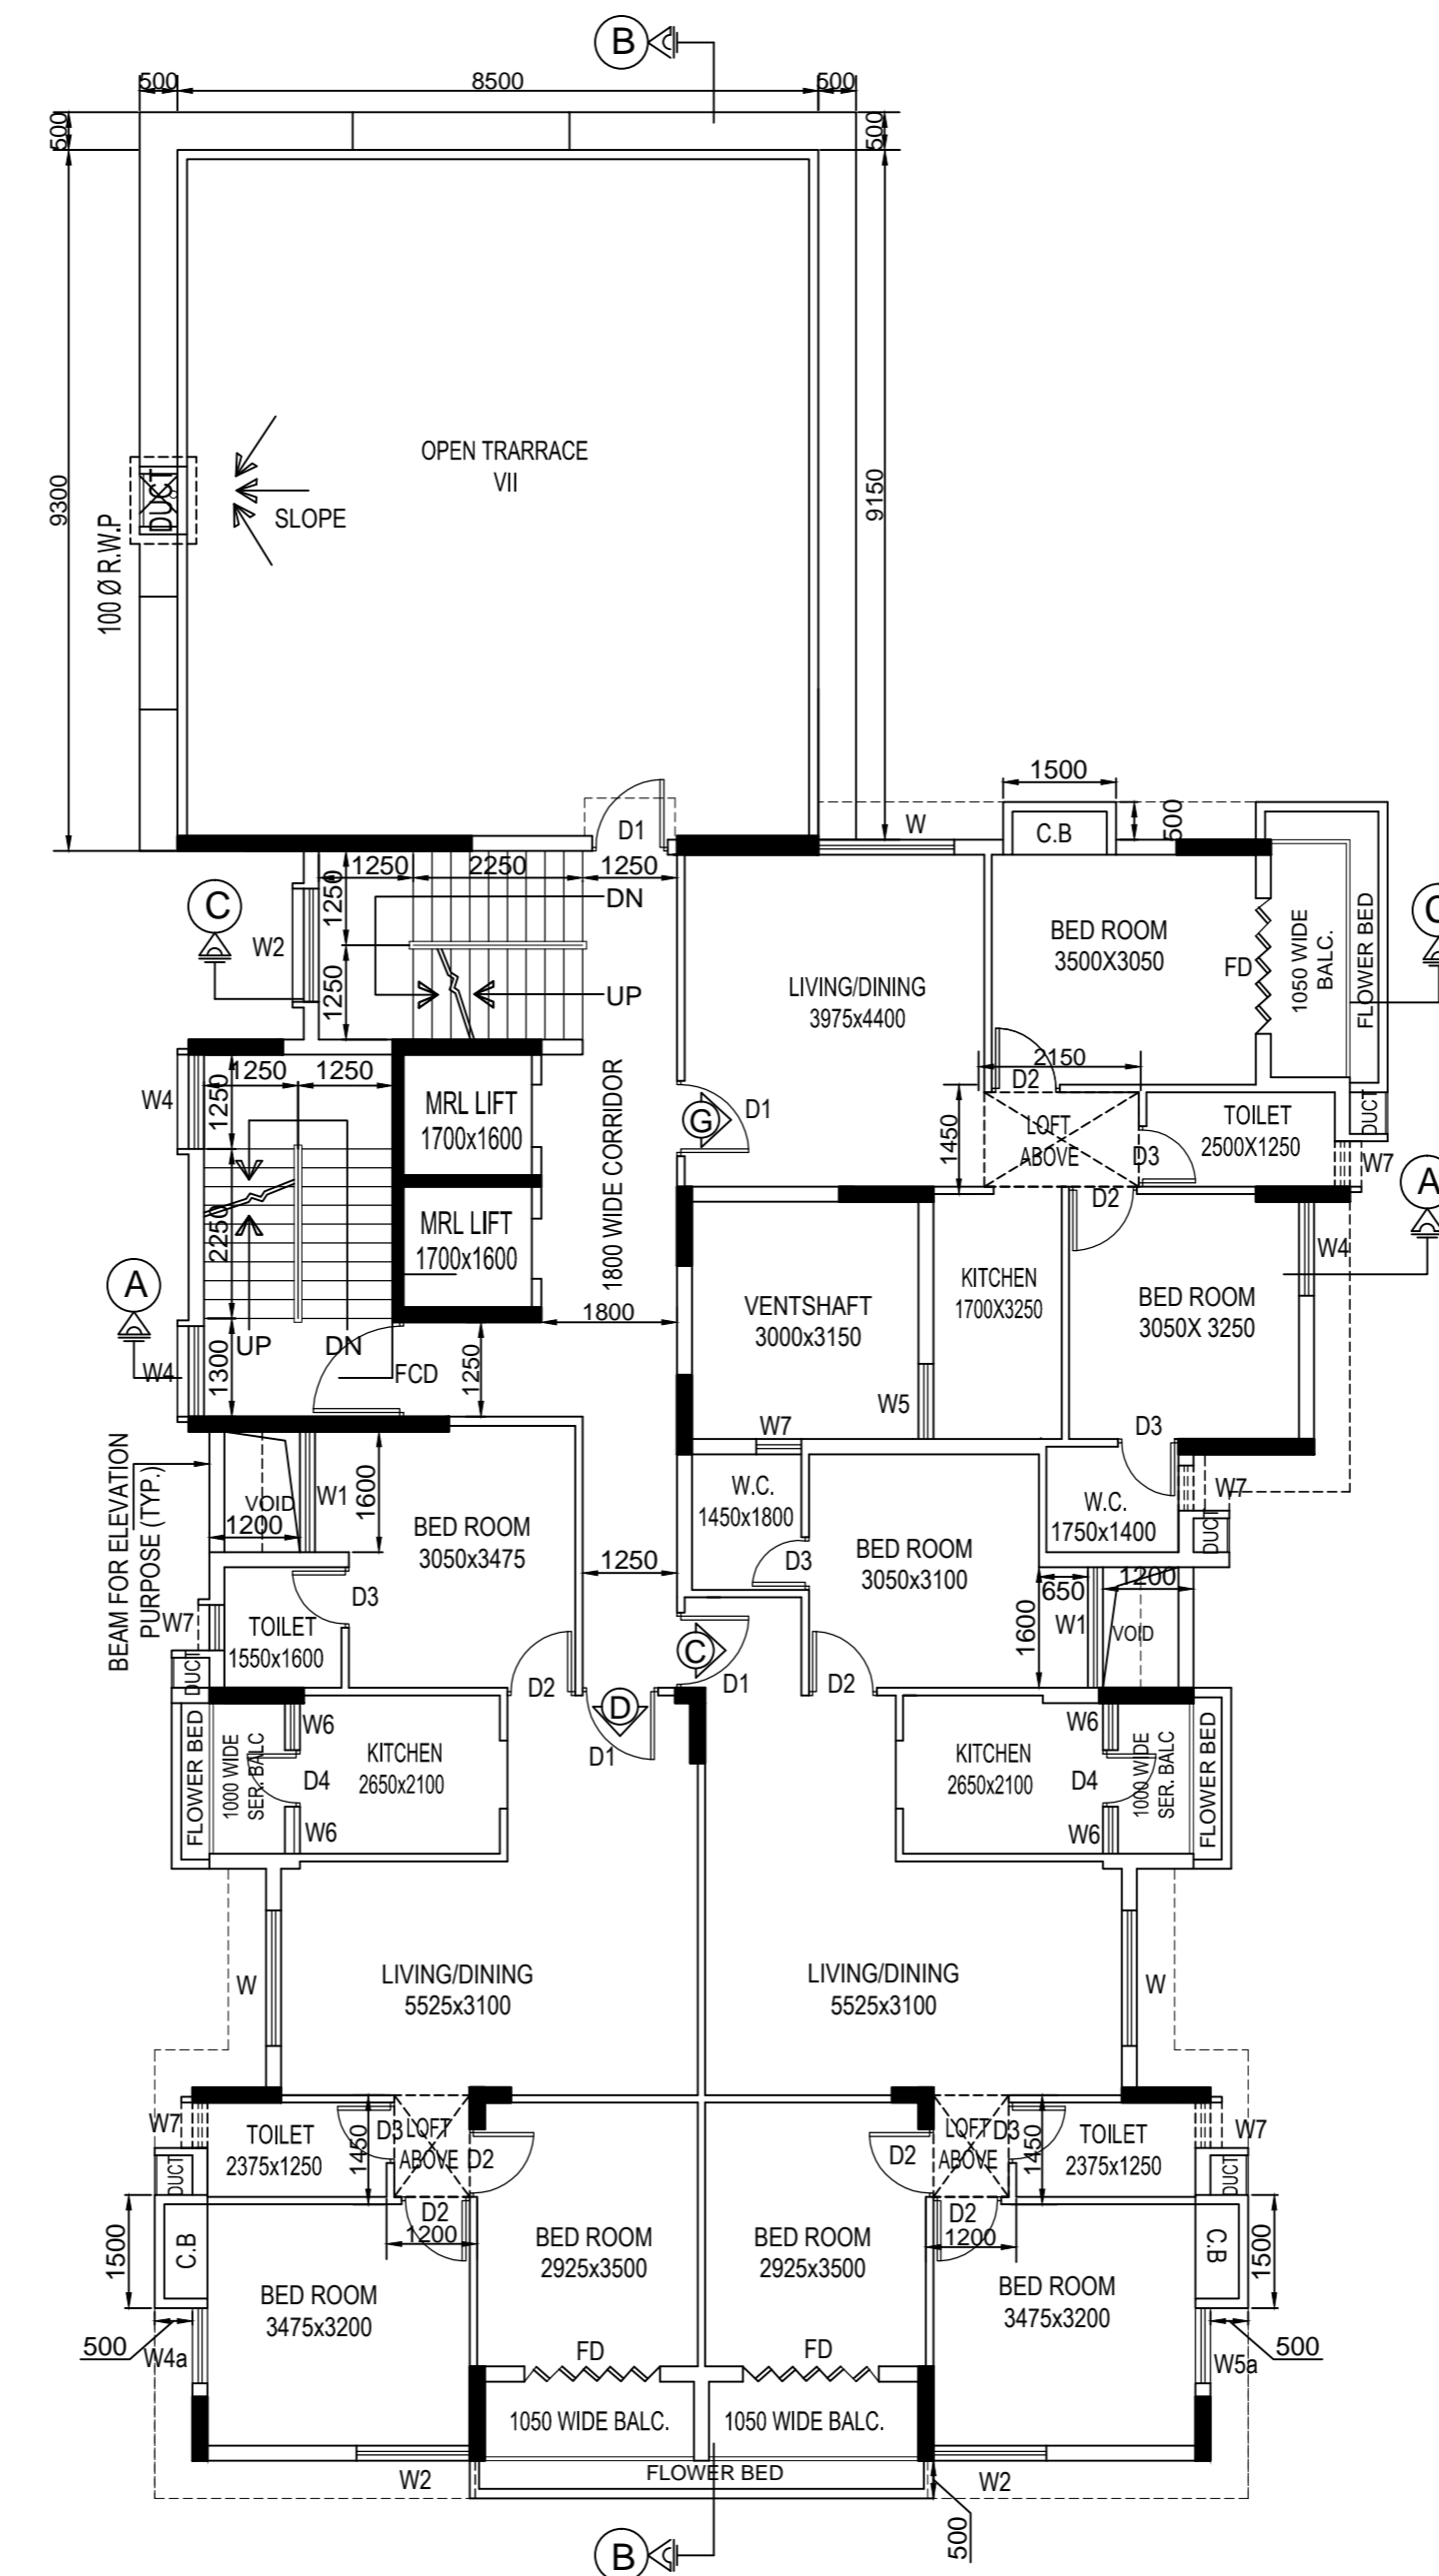 B
500
8500
500
500
500
OPEN TRARRACE
VII
DUCT
SLOPE
9300
9150
100 Ø R.W.P
1500
500
C.B
W
D1
1250
2250
1250
C
1250
DN
W2
BED ROOM
3500X3050
1050 WIDE
BALC.
FLOWER BED
FD
LIVING/DINING
3975x4400
1250
UP
1250
1250
W4
1250
MRL LIFT
1700x1600
1800 WIDE CORRIDOR
G
D1
2150
D2
1450
LOFT
ABOVE
D3
TOILET
2500X1250
DUCT
W7
A
D2
2250
MRL LIFT
1700x1600
VENTSHAFT
3000x3150
KITCHEN
1700X3250
BED ROOM
3050X 3250
W4
A
1800
UP
DN
1300
W4
FCD
1250
W5
W7
D3
BEAM FOR ELEVATION
PURPOSE (TYP.)
VOID
1200
W1
1600
BED ROOM
3050x3475
W.C.
1450x1800
BED ROOM
3050x3100
W.C.
1750x1400
W7
DUCT
1250
D3
650
1200
D3
W7
TOILET
1550x1600
DUCT
1600
W1
VOID
C
D1
D2
D
D1
D2
FLOWER BED
1000 WIDE
SER. BALC
W6
D4
W6
KITCHEN
2650x2100
KITCHEN
2650x2100
W6
D4
W6
1000 WIDE
SER. BALC
FLOWER BED
W
LIVING/DINING
5525x3100
LIVING/DINING
5525x3100
W
W7
TOILET
2375x1250
1450
D3
LOFT
ABOVE
D2
D2
LOFT
ABOVE
D3
1450
TOILET
2375x1250
W7
DUCT
DUCT
D2
1200
D2
1200
1500
C.B
BED ROOM
3475x3200
BED ROOM
2925x3500
BED ROOM
2925x3500
BED ROOM
3475x3200
C.B
1500
500
W4a
FD
FD
W5a
500
1050 WIDE BALC.
1050 WIDE BALC.
W2
FLOWER BED
W2
500
B